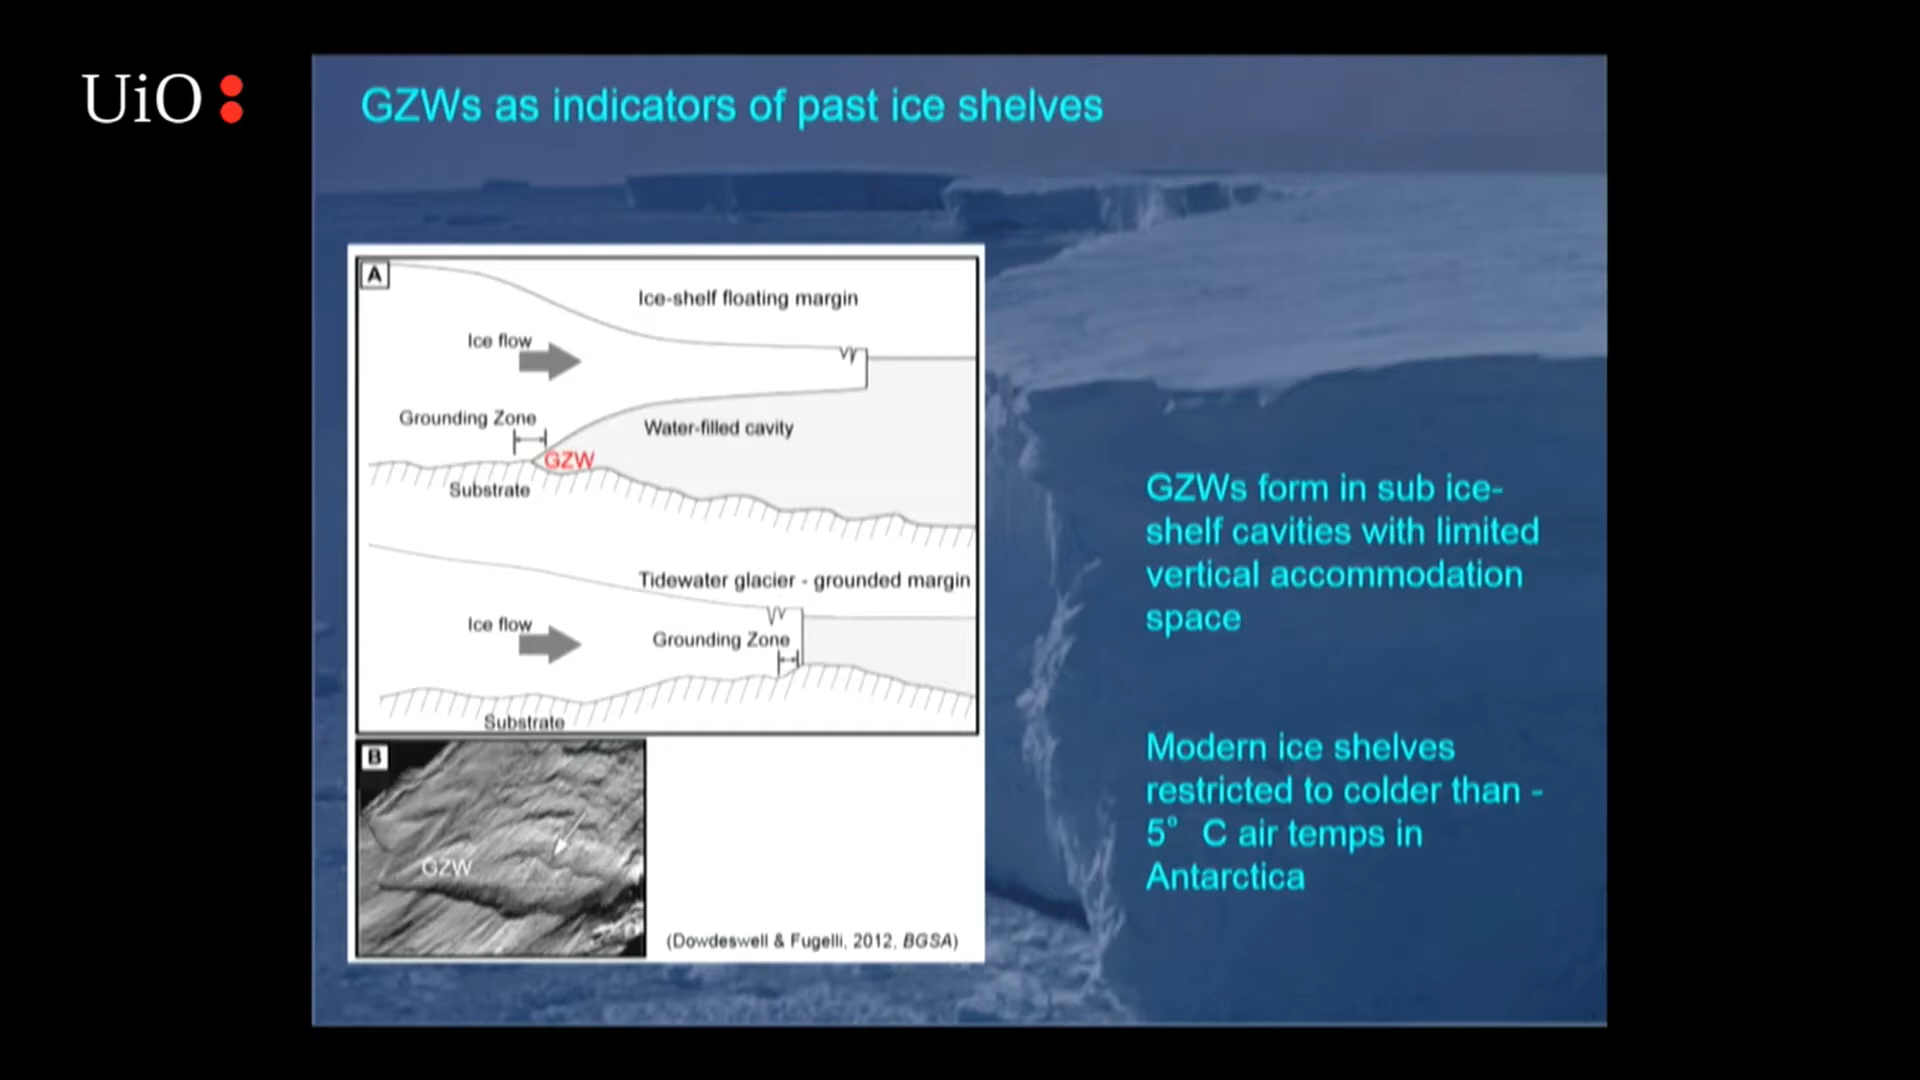 UiO
GZWs as indicators of past ice shelves
A
Ice-shelf floating margin
Ice flow
Grounding Zone
Water-filled cavity
GZW
Substrate
Tidewater glacier - grounded margin
Ice flow
Grounding Zone
Substrate
B
GZW
(Dowdeswell & Fugelli, 2012, BGSA)
GZWs form in sub ice-
shelf cavities with limited
vertical accommodation
space
Modern ice shelves
restricted to colder than -
5° C air temps in
Antarctica